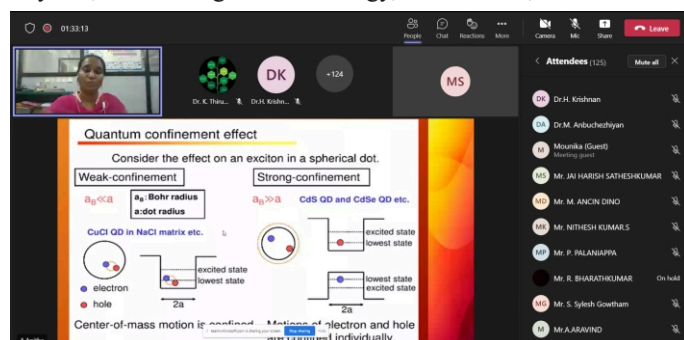 01:33:13
People
Chat
Reactions
More
Camera
Mic
Share
Leave
Dr. K. Thiru...
DK
Dr.H. Krishn...
+124
MS
Attendees (125)
Mute all
DK Dr.H. Krishnan
DA Dr.M. Anbuchezhiyan
M Mounika (Guest)
Meeting guest
MS Mr. JAI HARISH SATHESHKUMAR
MD Mr. M. ANCIN DINO
MK Mr. NITHESH KUMAR.S
MP Mr. P. PALANIAPPA
Mr. R. BHARATHKUMAR On hold
MG Mr. S. Sylesh Gowtham
M Mr.A.ARAVIND
Quantum confinement effect
Consider the effect on an exciton in a spherical dot.
Weak-confinement
aB≪a
aB:Bohr radius
a:dot radius
CuCl QD in NaCl matrix etc.
excited state
lowest state
electron
hole
2a
Center-of-mass motion is confined
Strong-confinement
aB≫a
CdS QD and CdSe QD etc.
excited state
lowest state
lowest state
excited state
2a
Motions of electron and hole
are confined individually.
Stop sharing